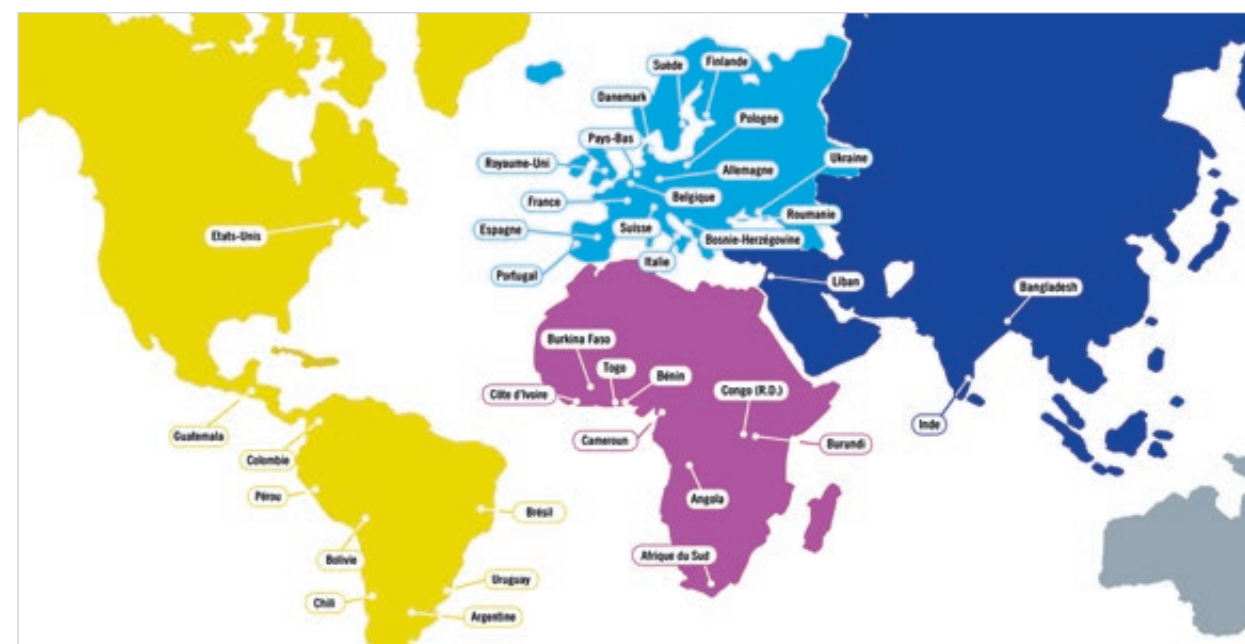 Suède
Finlande
Danemark
Pologne
Pays-Bas
Royaume-Uni
Ukraine
Allemagne
Belgique
France
Roumanie
Espagne
Suisse
Bosnie-Herzégovine
Italie
Portugal
Etats-Unis
Liban
Bangladesh
Burkina Faso
Togo
Bénin
Côte d'Ivoire
Congo (R.D.)
Inde
Guatemala
Cameroun
Burundi
Colombie
Pérou
Angola
Brésil
Bolivie
Afrique du Sud
Uruguay
Chili
Argentine